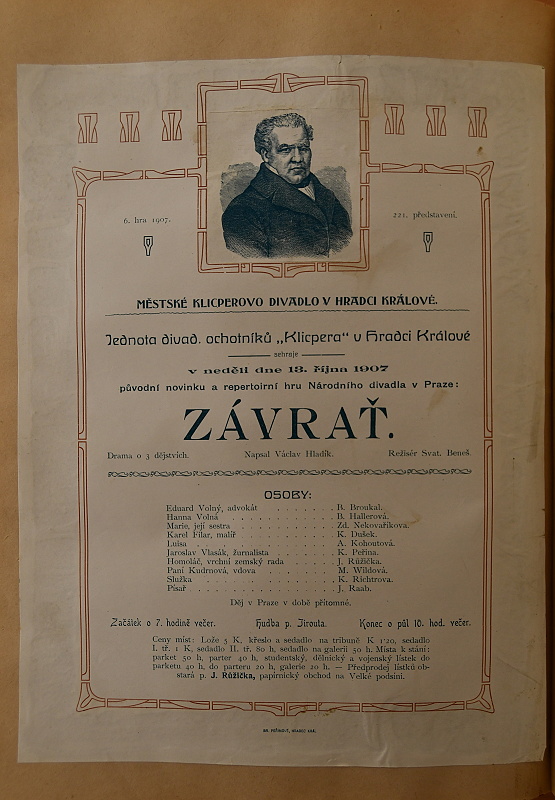 6. hra 1907.
221. představení.
MĚSTSKÉ KLICPEROVO DIVADLO V HRADCI KRÁLOVÉ.
Jednota divad. ochotníků „Klicpera“ v Hradci Králové
sehraje
v neděli dne 13. října 1907
původní novinku a repertoirní hru Národního divadla v Praze:
ZÁVRAŤ.
Drama o 3 dějstvích. Napsal Václav Hladík. Režisér Svat. Beneš.
OSOBY:
Eduard Volný, advokát . . . . . . . B. Broukal.
Hanna Volná . . . . . . . . . . . . B. Hallerová.
Marie, její sestra . . . . . . . . . Zd. Nekovaříkova.
Karel Filar, malíř . . . . . . . . . K. Dušek.
Luisa . . . . . . . . . . . . . . . A. Kohoutová.
Jaroslav Vlasák, žurnalista . . . . . K. Peřina.
Homoláč, vrchní zemský rada . . . . J. Růžička.
Paní Kudrnová, vdova . . . . . . . M. Wildová.
Služka . . . . . . . . . . . . . . K. Richtrova.
Písař . . . . . . . . . . . . . . . J. Raab.
Děj v Praze v době přítomné.
Začátek o 7. hodině večer. Hudba p. Jirouta. Konec o půl 10. hod. večer.
Ceny míst: Lože 5 K, křeslo a sedadlo na tribuně K 1·20, sedadlo
I. tř. 1 K, sedadlo II. tř. 80 h, sedadlo na galerii 50 h. Místa k stání:
parket 50 h, parter 40 h, studentský, dělnický a vojenský lístek do
parketu 40 h, do parteru 20 h, galerie 20 h. — Předprodej lístků ob-
stará p. J. Růžička, papírnický obchod na Velké podsíni.
BR. PEŘINOVÉ, HRADEC KRÁL.